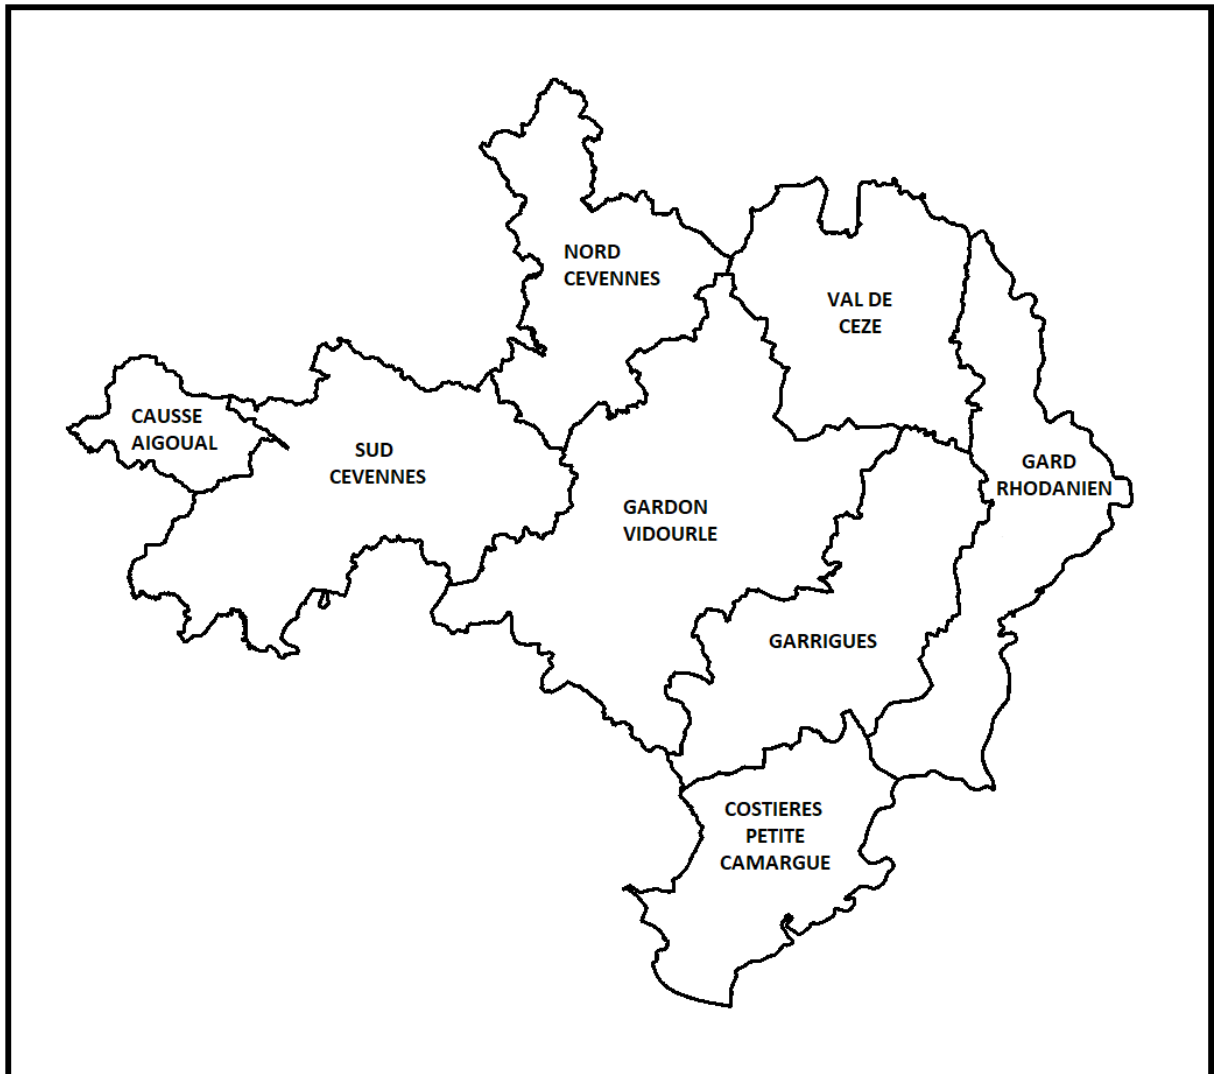 NORD
CEVENNES
VAL DE
CEZE
CAUSSE
AIGOUAL
SUD
CEVENNES
GARD
RHODANIEN
GARDON
VIDOURLE
GARRIGUES
COSTIERES
PETITE
CAMARGUE